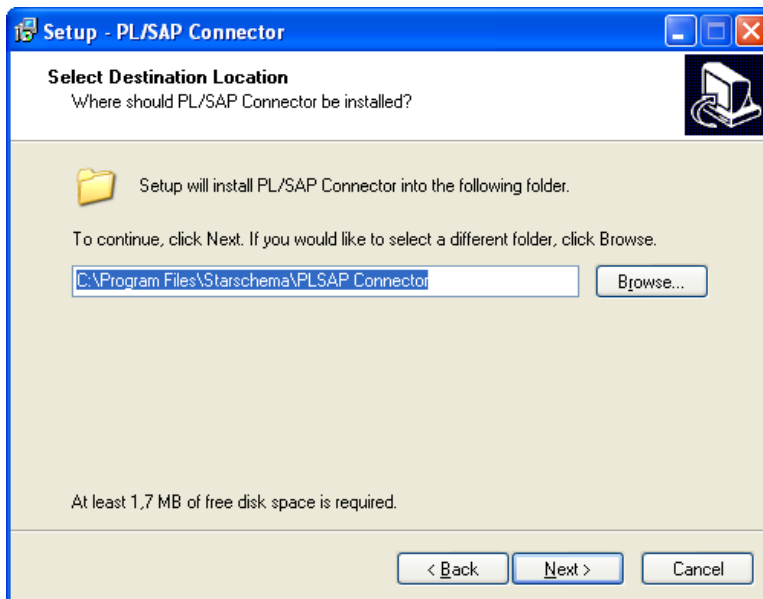 Setup - PL/SAP Connector
Select Destination Location
Where should PL/SAP Connector be installed?
Setup will install PL/SAP Connector into the following folder.
To continue, click Next. If you would like to select a different folder, click Browse.
C:\Program Files\Starschema\PLSAP Connector
Browse...
At least 1,7 MB of free disk space is required.
< Back
Next >
Cancel